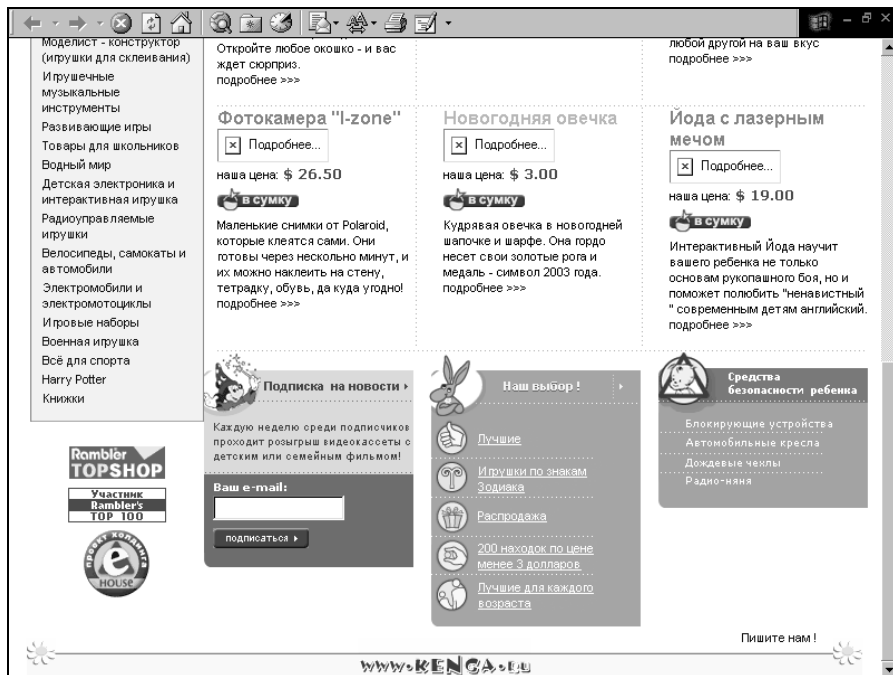 Моделист - конструктор
(игрушки для склеивания)
Игрушечные
музыкальные
инструменты
Развивающие игры
Товары для школьников
Водный мир
Детская электроника и
интерактивная игрушка
Радиоуправляемые
игрушки
Велосипеды, самокаты и
автомобили
Электромобили и
электромотоциклы
Игровые наборы
Военная игрушка
Всё для спорта
Harry Potter
Книжки
Rambler
TOPSHOP
Участник
Rambler's
TOP 100
проект холдинга
e
HOUSE
Откройте любое окошко - и вас
ждет сюрприз.
подробнее >>>
любой другой на ваш вкус
подробнее >>>
Фотокамера "I-zone"
Подробнее...
наша цена: $ 26.50
в сумку
Маленькие снимки от Polaroid,
которые клеятся сами. Они
готовы через несколько минут, и
их можно наклеить на стену,
тетрадку, обувь, да куда угодно!
подробнее >>>
Новогодняя овечка
Подробнее...
наша цена: $ 3.00
в сумку
Кудрявая овечка в новогодней
шапочке и шарфе. Она гордо
несет свои золотые рога и
медаль - символ 2003 года.
подробнее >>>
Йода с лазерным
мечом
Подробнее...
наша цена: $ 19.00
в сумку
Интерактивный Йода научит
вашего ребенка не только
основам рукопашного боя, но и
поможет полюбить "ненавистный
" современным детям английский.
подробнее >>>
Подписка на новости
Каждую неделю среди подписчиков
проходит розыгрыш видеокассеты с
детским или семейным фильмом!
Ваш e-mail:
подписаться
Наш выбор !
Лучшие
Игрушки по знакам
Зодиака
Распродажа
200 находок по цене
менее 3 долларов
Лучшие для каждого
возраста
Средства
безопасности ребенка
Блокирующие устройства
Автомобильные кресла
Дождевые чехлы
Радио-няня
Пишите нам !
WWW.KENGA.RU